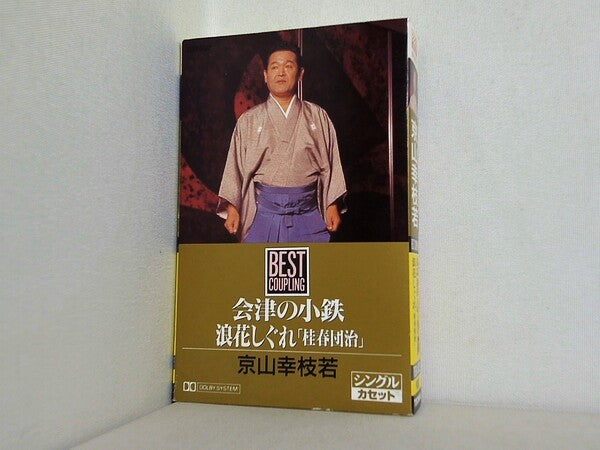 BEST
COUPLING
会津の小鉄
浪花しぐれ「桂春団治」
京山幸枝若
DOLBY SYSTEM
シングル
カセット